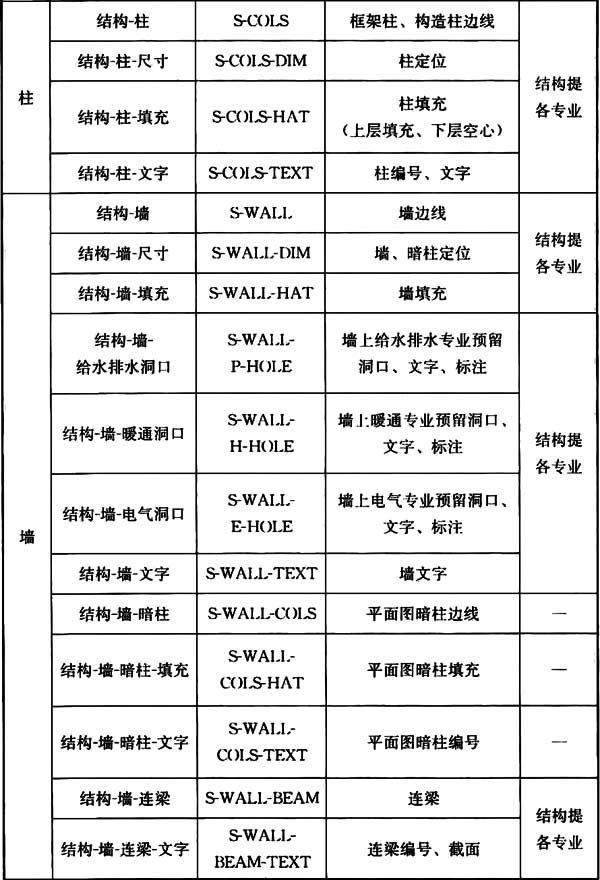 柱
结构-柱
S-COLS
框架柱、构造柱边线
结构提
各专业
结构-柱-尺寸
S-COLS-DIM
柱定位
结构-柱-填充
S-COLS-HAT
柱填充
(上层填充、下层空心)
结构-柱-文字
S-COLS-TEXT
柱编号、文字
墙
结构-墙
S-WALL
墙边线
结构提
各专业
结构-墙-尺寸
S-WALL-DIM
墙、暗柱定位
结构-墙-填充
S-WALL-HAT
墙填充
结构-墙-
给水排水洞口
S-WALL-
P-HOLE
墙上给水排水专业预留
洞口、文字、标注
结构提
各专业
结构-墙-暖通洞口
S-WALL-
H-HOLE
墙上暖通专业预留洞口、
文字、标注
结构-墙-电气洞口
S-WALL-
E-HOLE
墙上电气专业预留洞口、
文字、标注
结构-墙-文字
S-WALL-TEXT
墙文字
结构-墙-暗柱
S-WALL-COLS
平面图暗柱边线
—
结构-墙-暗柱-填充
S-WALL-
COLS-HAT
平面图暗柱填充
—
结构-墙-暗柱-文字
S-WALL-
COLS-TEXT
平面图暗柱编号
—
结构-墙-连梁
S-WALL-BEAM
连梁
结构提
各专业
结构-墙-连梁-文字
S-WALL-
BEAM-TEXT
连梁编号、截面